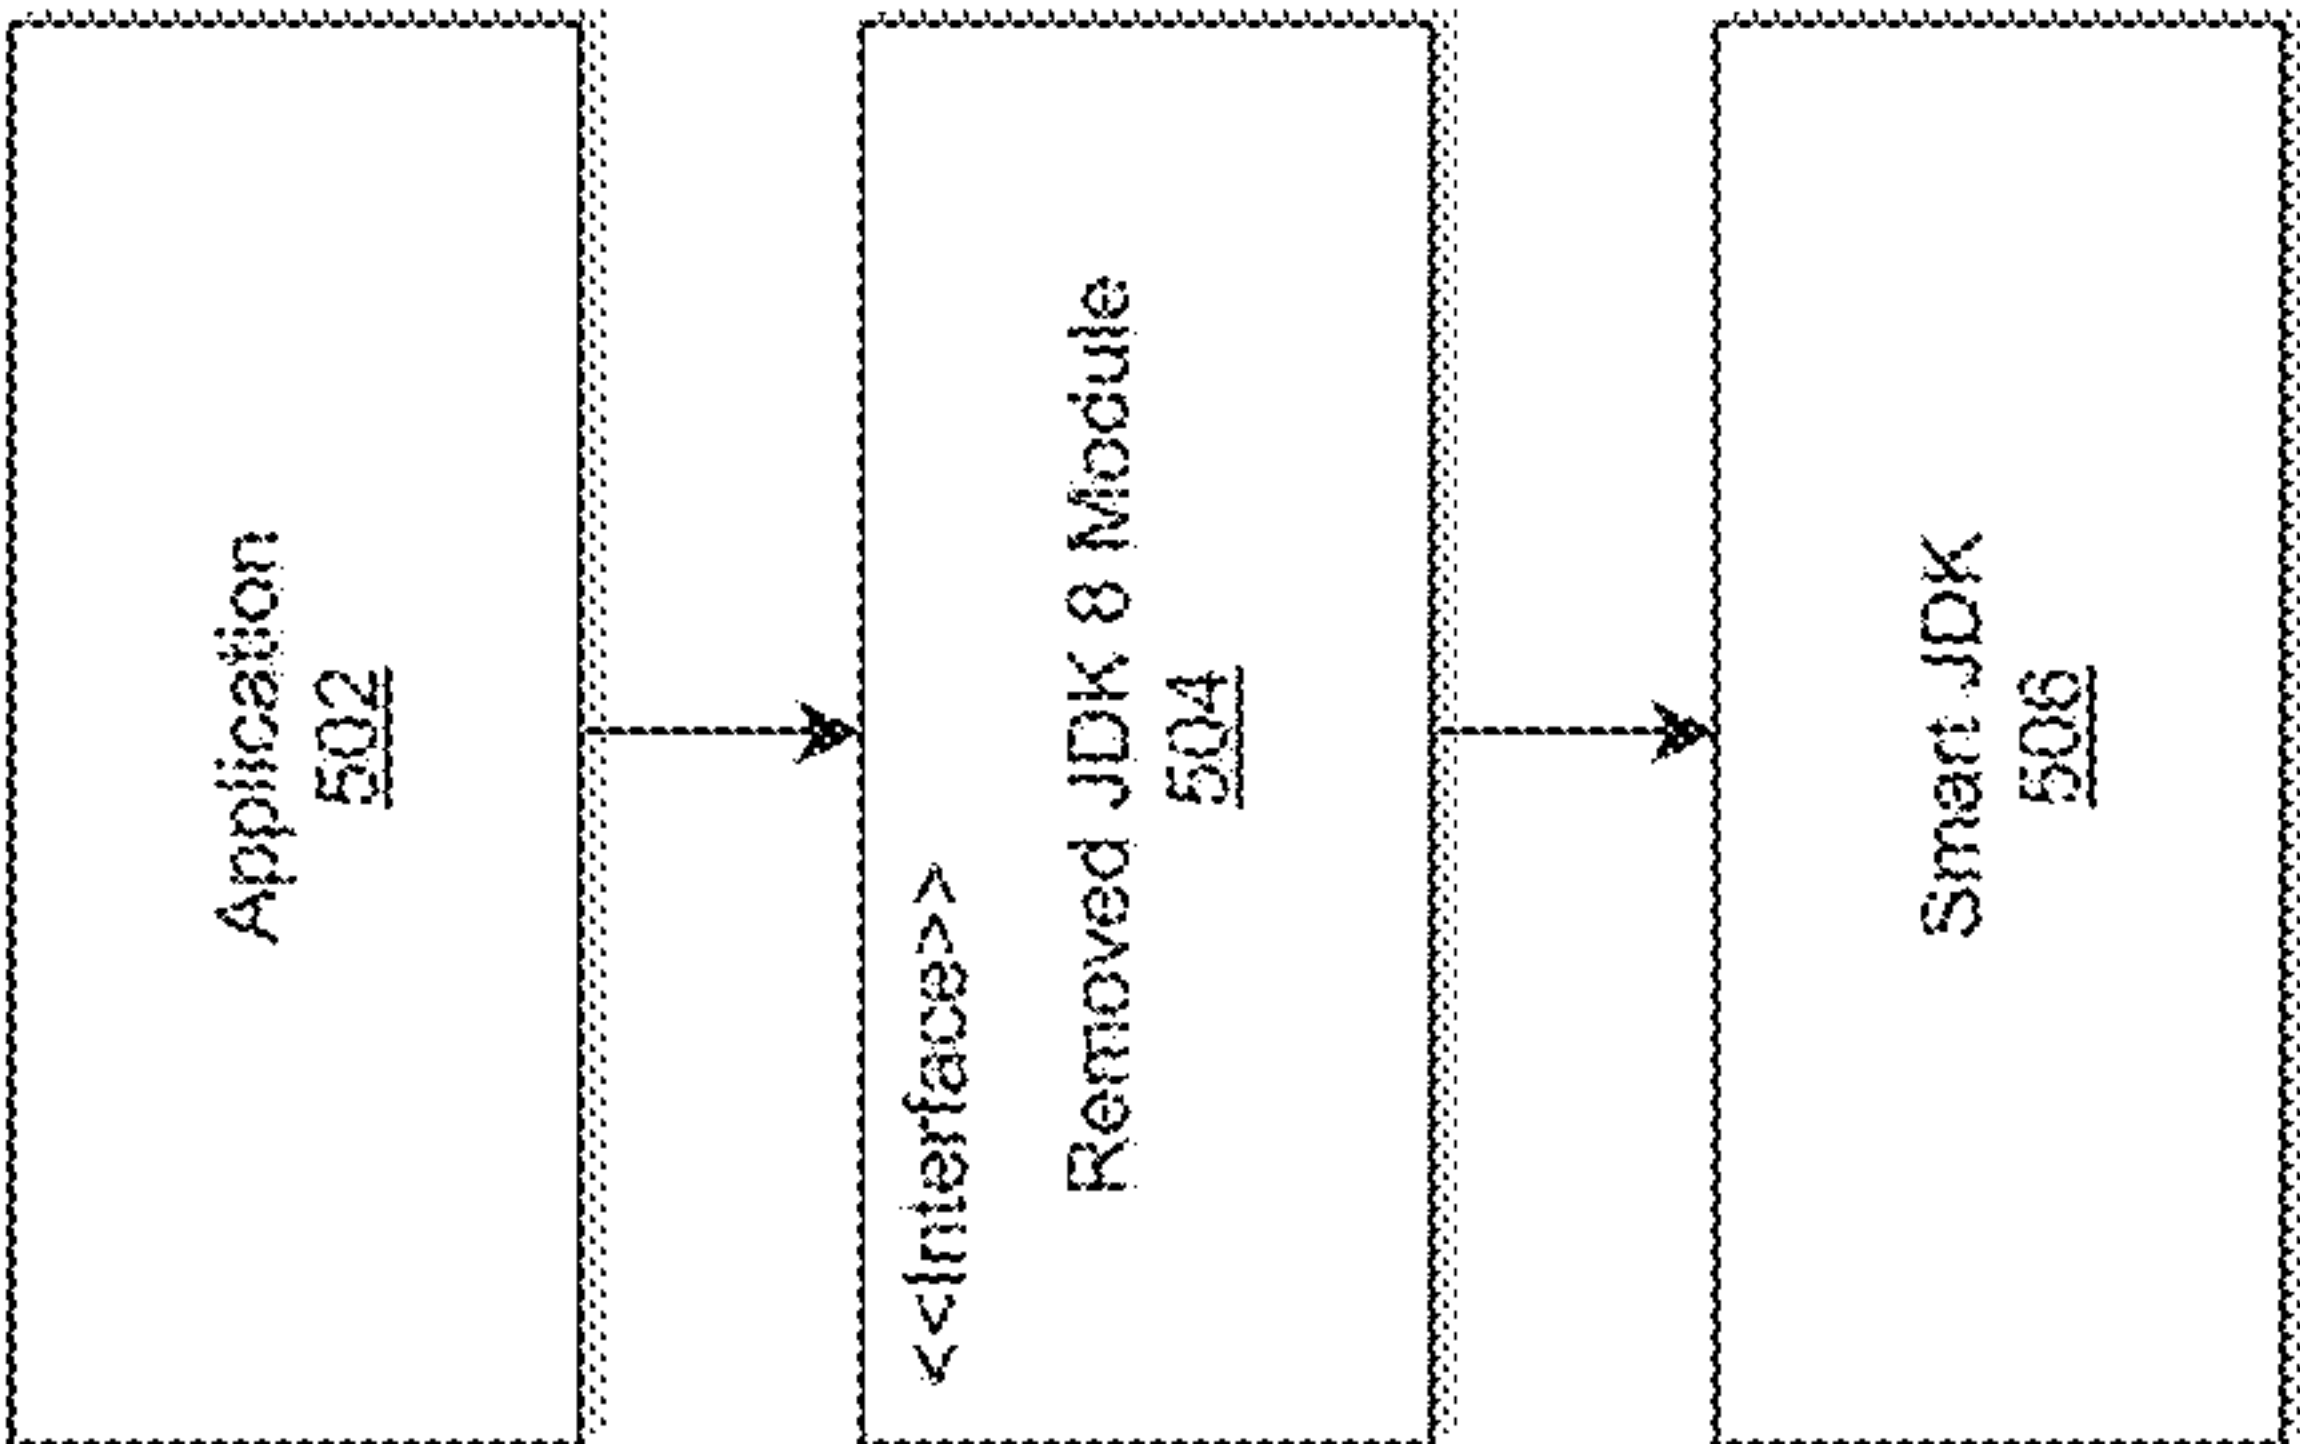 Application
502
<<Interface>>
Removed JDK 8 Module
504
Smart JDK
506